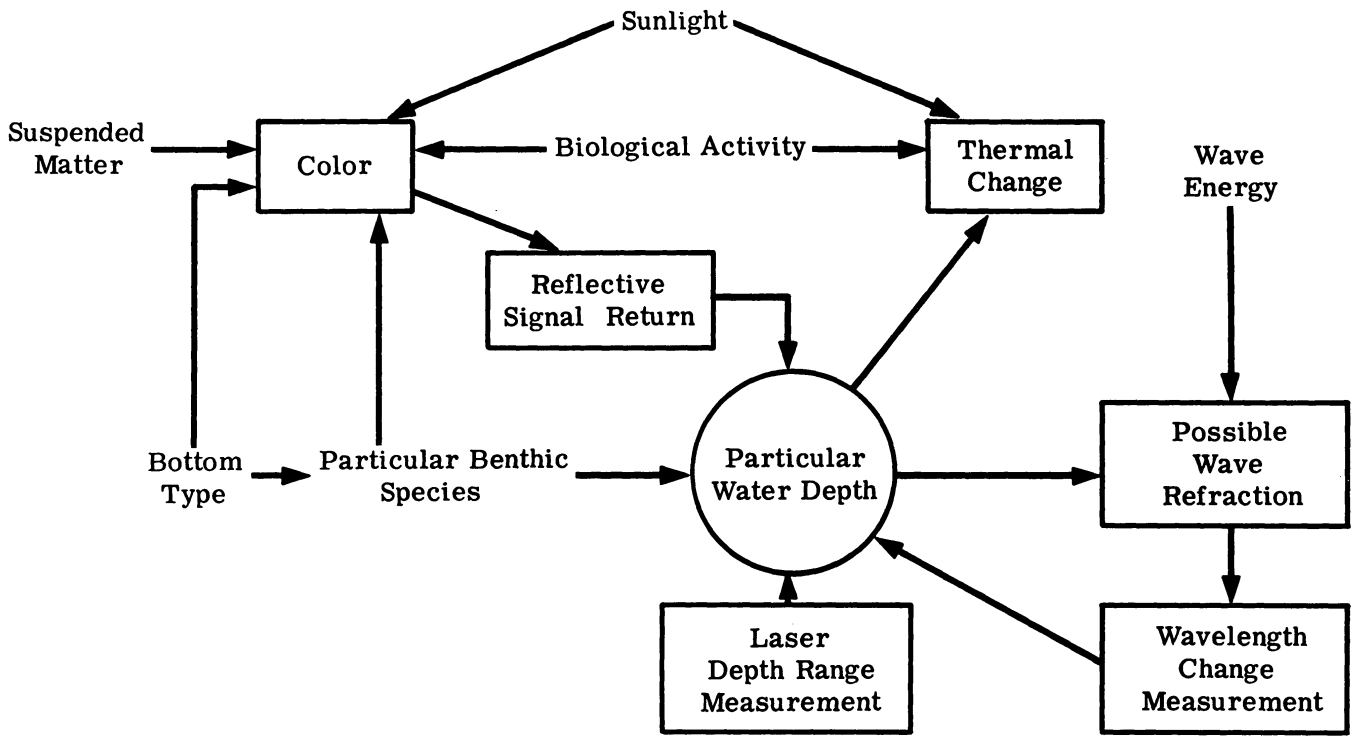 Sunlight
Suspended
Matter
Color
Biological Activity
Thermal
Change
Wave
Energy
Reflective
Signal Return
Bottom
Type
Particular Benthic
Species
Particular
Water Depth
Possible
Wave
Refraction
Laser
Depth Range
Measurement
Wavelength
Change
Measurement